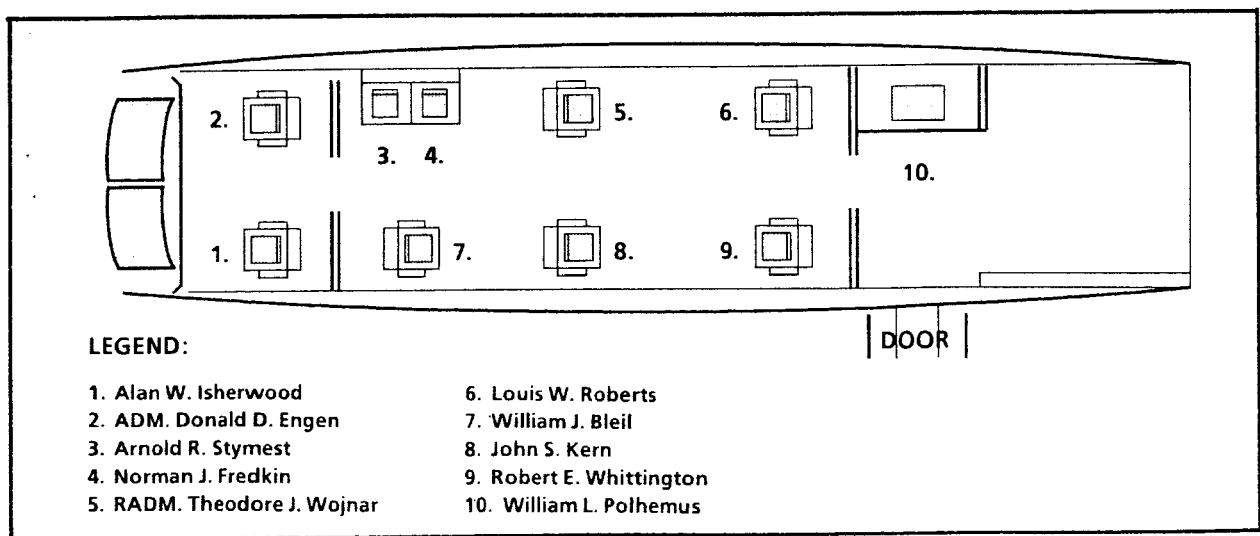 2. 5. 6.
3. 4.
10.
1. 7. 8. 9.
DOOR
LEGEND:
1. Alan W. Isherwood
2. ADM. Donald D. Engen
3. Arnold R. Stymest
4. Norman J. Fredkin
5. RADM. Theodore J. Wojnar
6. Louis W. Roberts
7. William J. Bleil
8. John S. Kern
9. Robert E. Whittington
10. William L. Polhemus